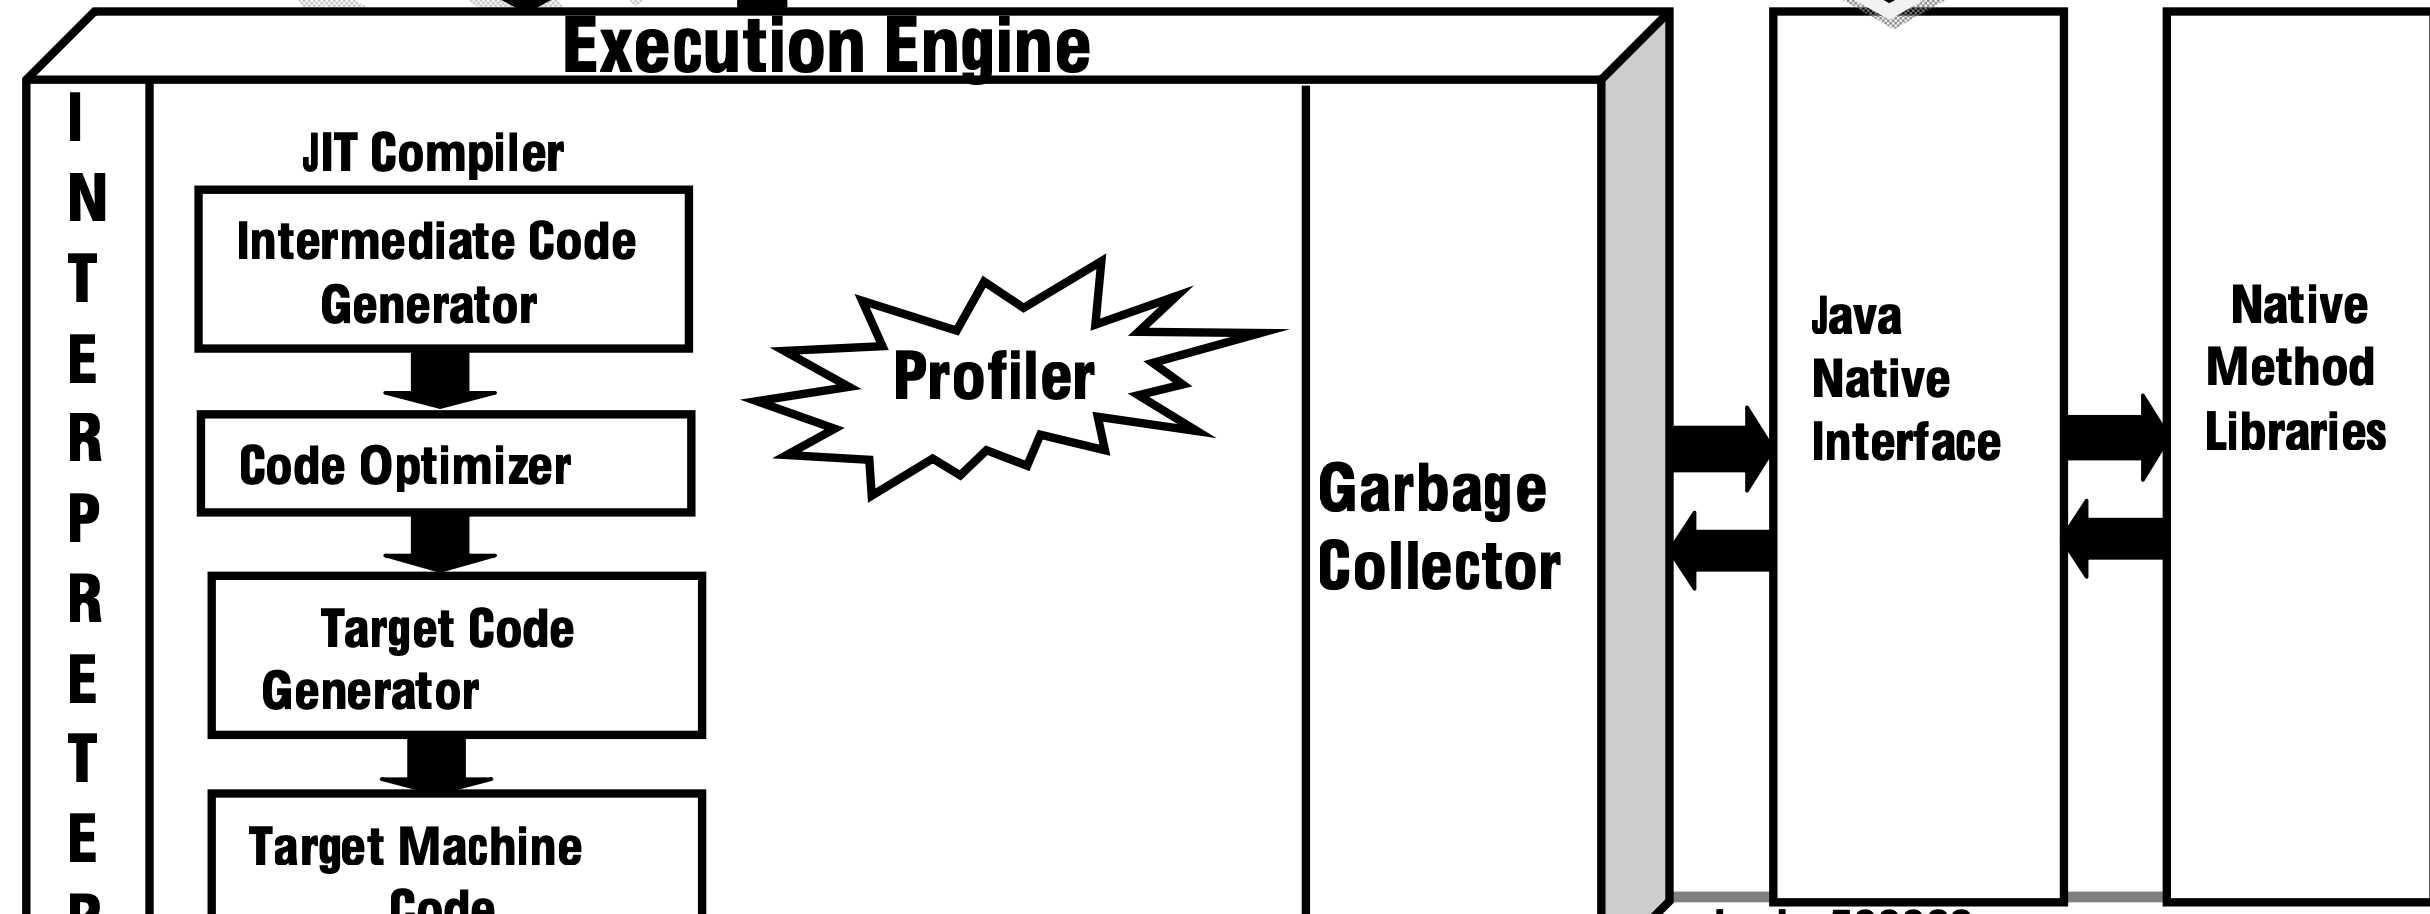 Execution Engine
I
N
T
E
R
P
R
E
T
E
R
JIT Compiler
Intermediate Code
Generator
Code Optimizer
Target Code
Generator
Target Machine
Code
Profiler
Garbage
Collector
Java
Native
Interface
Native
Method
Libraries